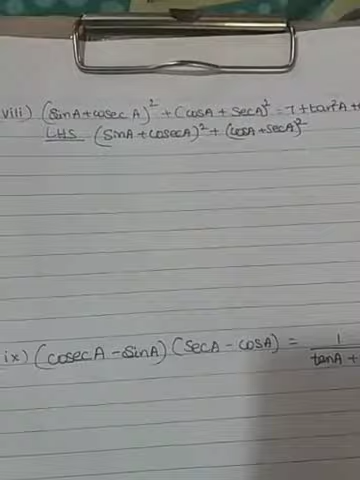 viii) (sinA+cosec A)² + (cosA + secA)² = 7 + tan²A +
LHS (sinA + cosecA)² + (cosA + secA)²
ix) (cosecA - sinA) (secA - cosA) = 1 / tanA +